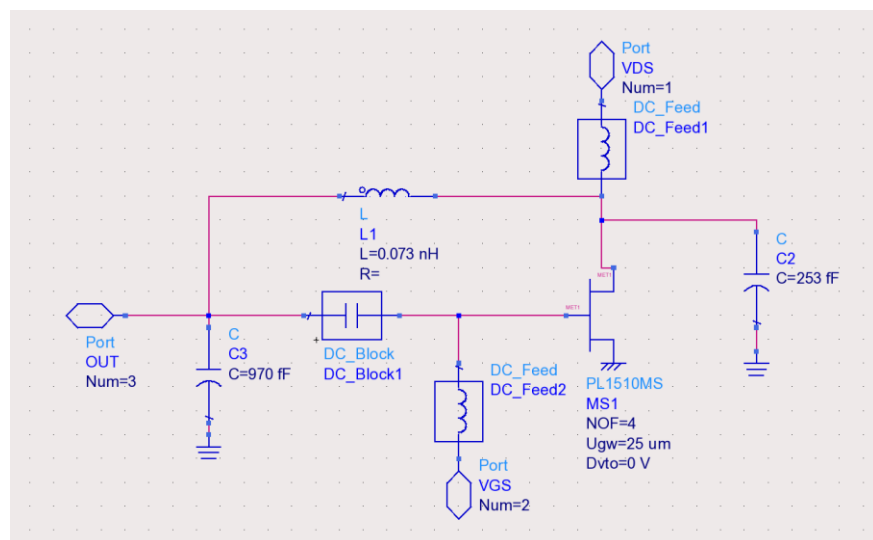 Port
VDS
Num=1
DC_Feed
DC_Feed1
L
L1
L=0.073 nH
R=
C
C2
C=253 fF
MET1
MET1
Port
OUT
Num=3
C
C3
C=970 fF
+
DC_Block
DC_Block1
DC_Feed
DC_Feed2
PL1510MS
MS1
NOF=4
Ugw=25 um
Dvto=0 V
Port
VGS
Num=2